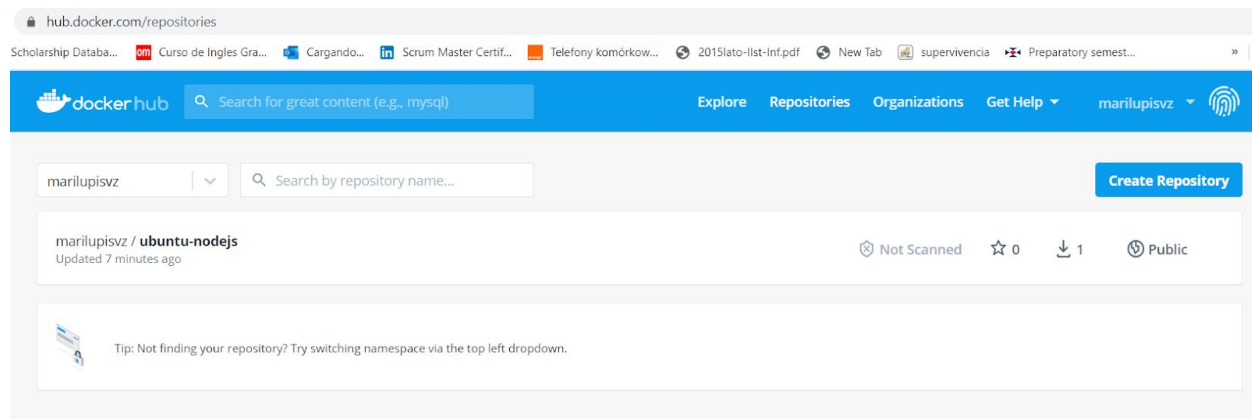 hub.docker.com/repositories
Scholarship Databa... om Curso de Ingles Gra... Cargando... in Scrum Master Certif... Telefony komórkow... 2015lato-IIst-Inf.pdf New Tab supervivencia Preparatory semest... »
dockerhub Search for great content (e.g., mysql) Explore Repositories Organizations Get Help marilupisvz
marilupisvz Search by repository name... Create Repository
marilupisvz / ubuntu-nodejs Not Scanned 0 1 Public
Updated 7 minutes ago
Tip: Not finding your repository? Try switching namespace via the top left dropdown.